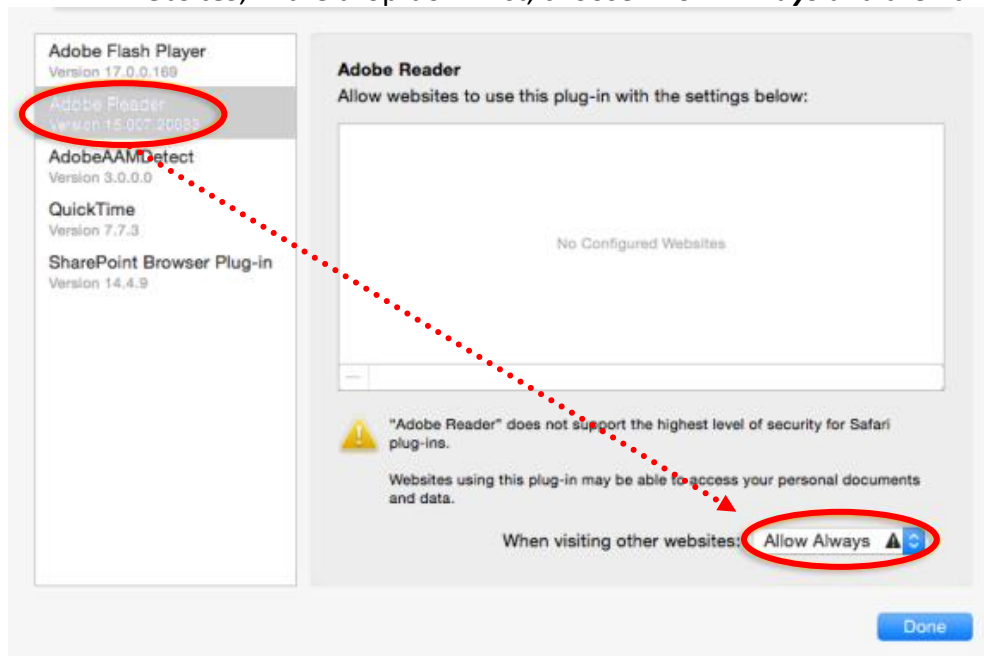 Adobe Flash Player
Version 17.0.0.169
Adobe Reader
Version 15.007.20033
AdobeAAMDetect
Version 3.0.0.0
QuickTime
Version 7.7.3
SharePoint Browser Plug-in
Version 14.4.9
Adobe Reader
Allow websites to use this plug-in with the settings below:
No Configured Websites
"Adobe Reader" does not support the highest level of security for Safari
plug-ins.
Websites using this plug-in may be able to access your personal documents
and data.
When visiting other websites: Allow Always
Done